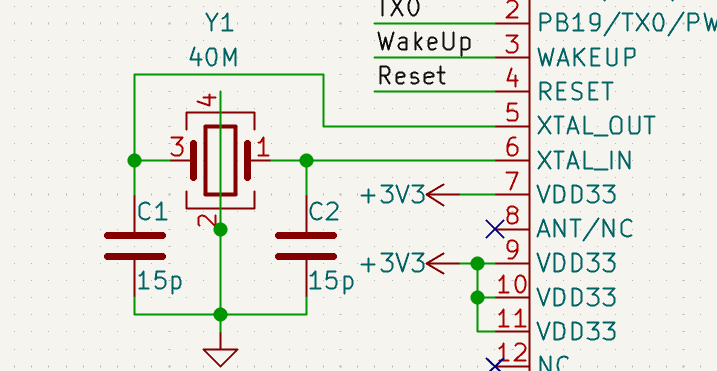 TX0 2 PB19/TX0/PW
Y1
WakeUp 3 WAKEUP
40M
Reset 4 RESET
4
5 XTAL_OUT
3 1 6 XTAL_IN
+3V3 7 VDD33
C1 2 C2
8 ANT/NC
+3V3 9 VDD33
15p 15p 10 VDD33
11 VDD33
12 NC